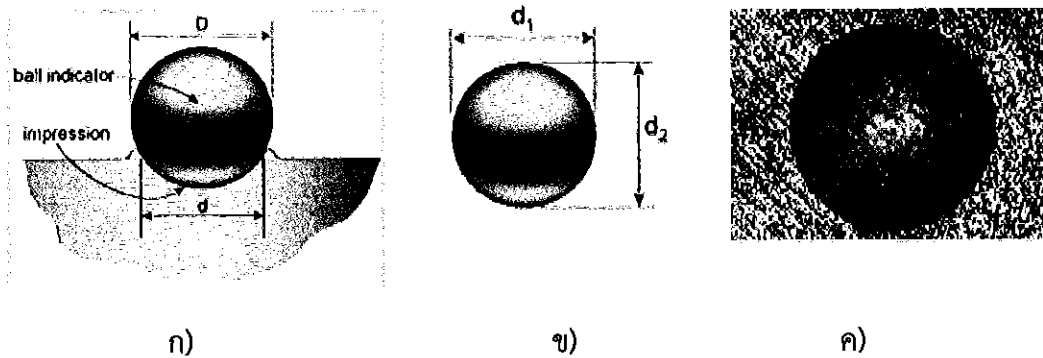 D
d₁
ball indicator
d₂
impression
d
ก)
ข)
ค)